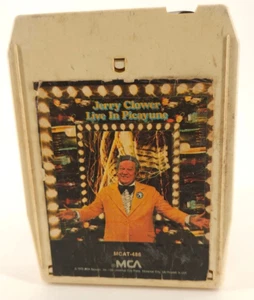 Jerry Clower
Live In Picayune
MCAT-486
MCA